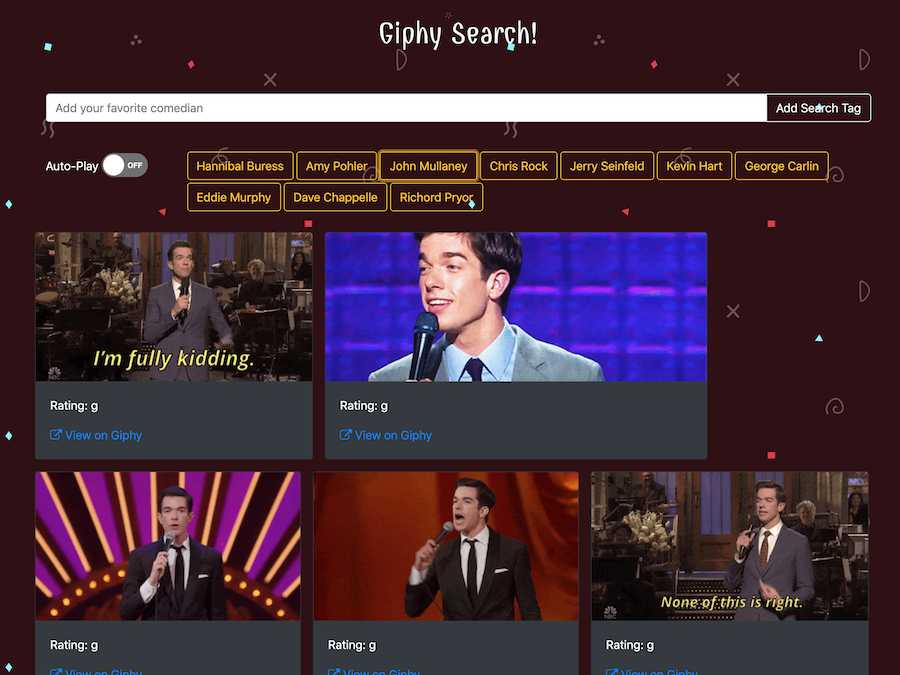 Giphy Search!
Add your favorite comedian
Add Search Tag
Auto-Play OFF
Hannibal Buress Amy Pohler John Mullaney Chris Rock Jerry Seinfeld Kevin Hart George Carlin
Eddie Murphy Dave Chappelle Richord Pryor
I'm fully kidding.
NBC
Rating: g
View on Giphy
Rating: g
View on Giphy
Rating: g
View on Giphy
Rating: g
View on Giphy
None of this is right.
NBC
Rating: g
View on Giphy